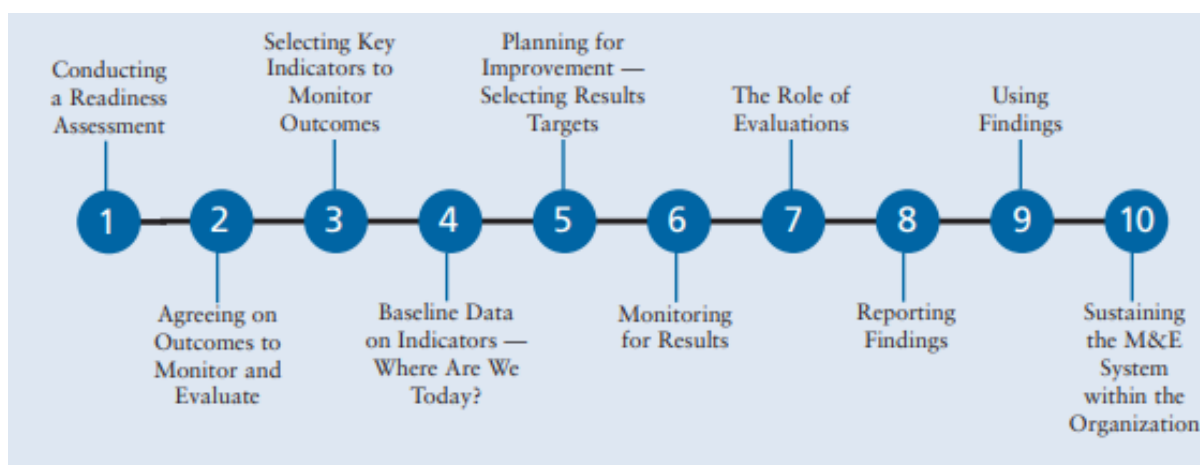 Conducting
a Readiness
Assessment
Selecting Key
Indicators to
Monitor
Outcomes
Planning for
Improvement —
Selecting Results
Targets
The Role of
Evaluations
Using
Findings
1
2
3
4
5
6
7
8
9
10
Agreeing on
Outcomes to
Monitor and
Evaluate
Baseline Data
on Indicators —
Where Are We
Today?
Monitoring
for Results
Reporting
Findings
Sustaining
the M&E
System
within the
Organization